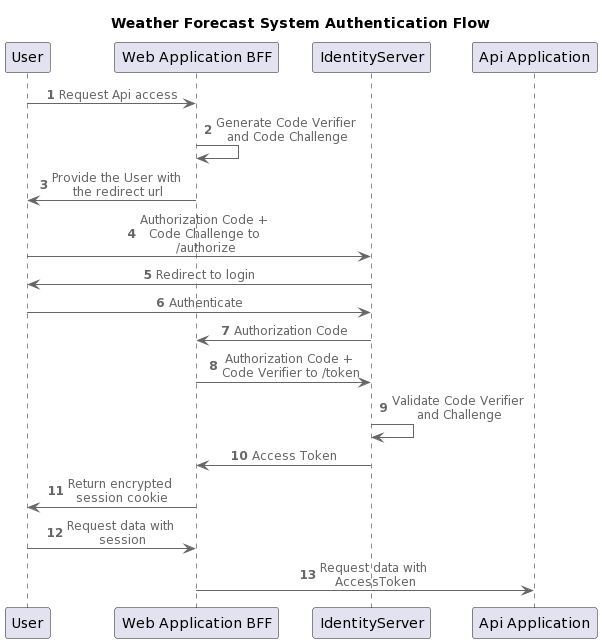 Weather Forecast System Authentication Flow
User Web Application BFF IdentityServer Api Application
1 Request Api access
2 Generate Code Verifier
and Code Challenge
3 Provide the User with
the redirect url
Authorization Code +
4 Code Challenge to
/authorize
5 Redirect to login
6 Authenticate
7 Authorization Code
8 Authorization Code +
Code Verifier to /token
9 Validate Code Verifier
and Challenge
10 Access Token
11 Return encrypted
session cookie
12 Request data with
session
13 Request data with
AccessToken
User Web Application BFF IdentityServer Api Application